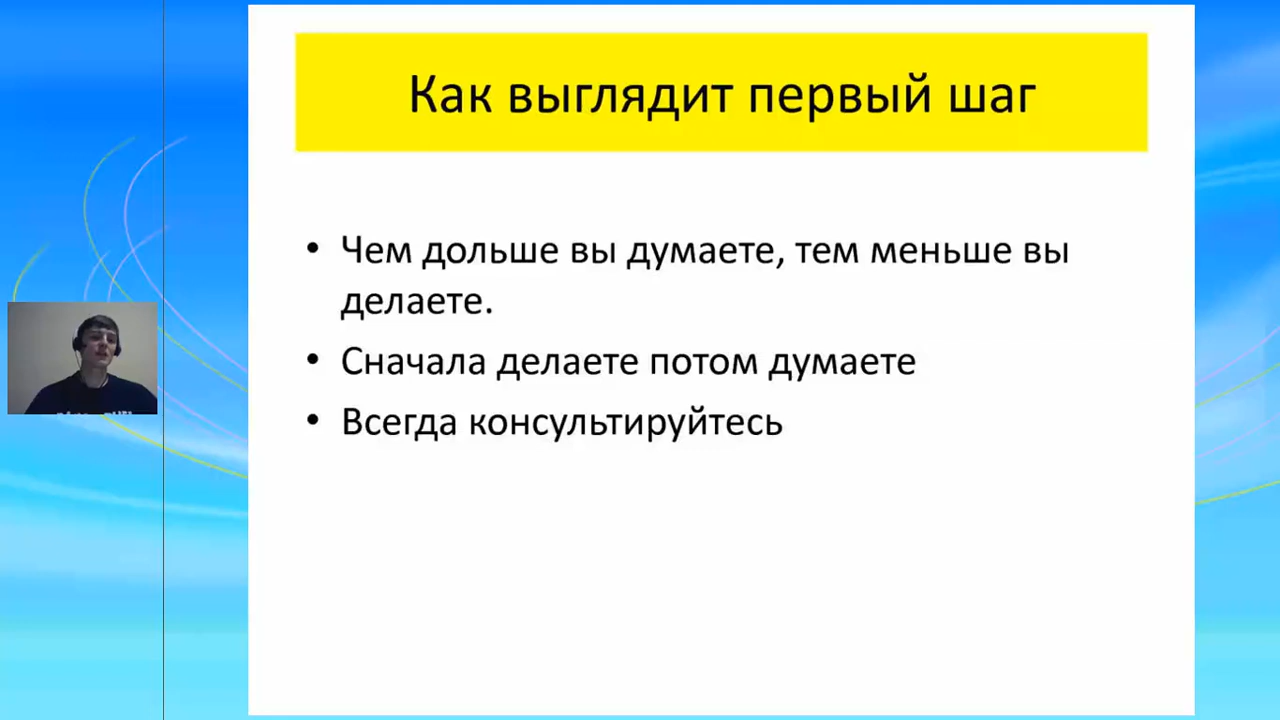 Как выглядит первый шаг
• Чем дольше вы думаете, тем меньше вы
делаете.
• Сначала делаете потом думаете
• Всегда консультируйтесь